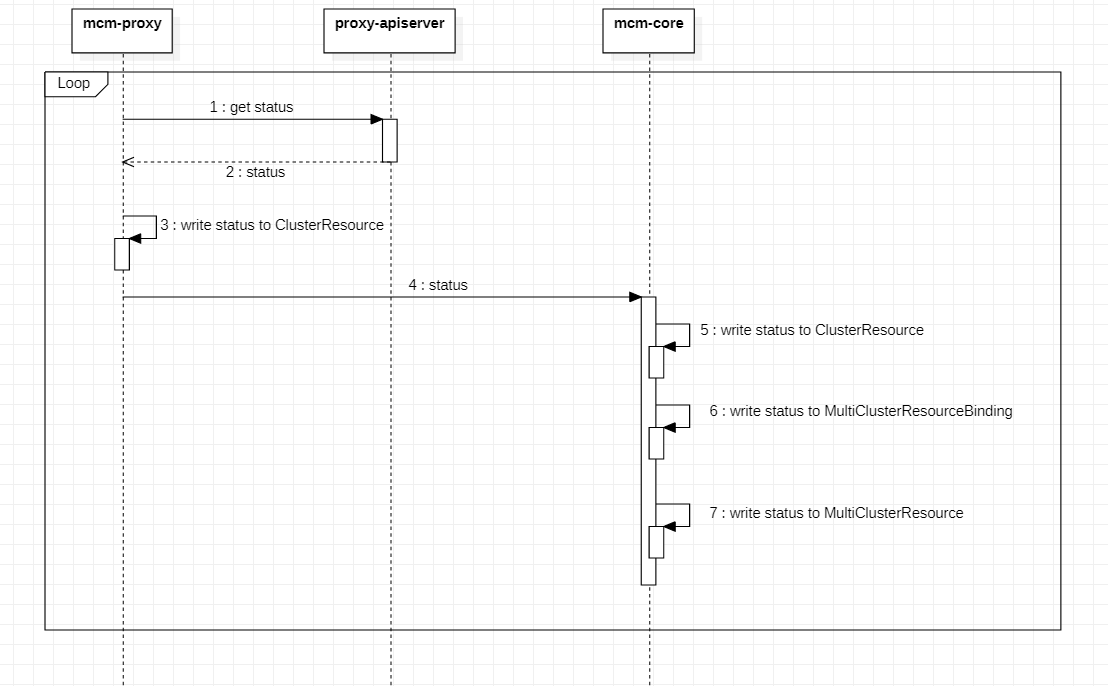 mcm-proxy
proxy-apiserver
mcm-core
Loop
1 : get status
2 : status
3 : write status to ClusterResource
4 : status
5 : write status to ClusterResource
6 : write status to MultiClusterResourceBinding
7 : write status to MultiClusterResource